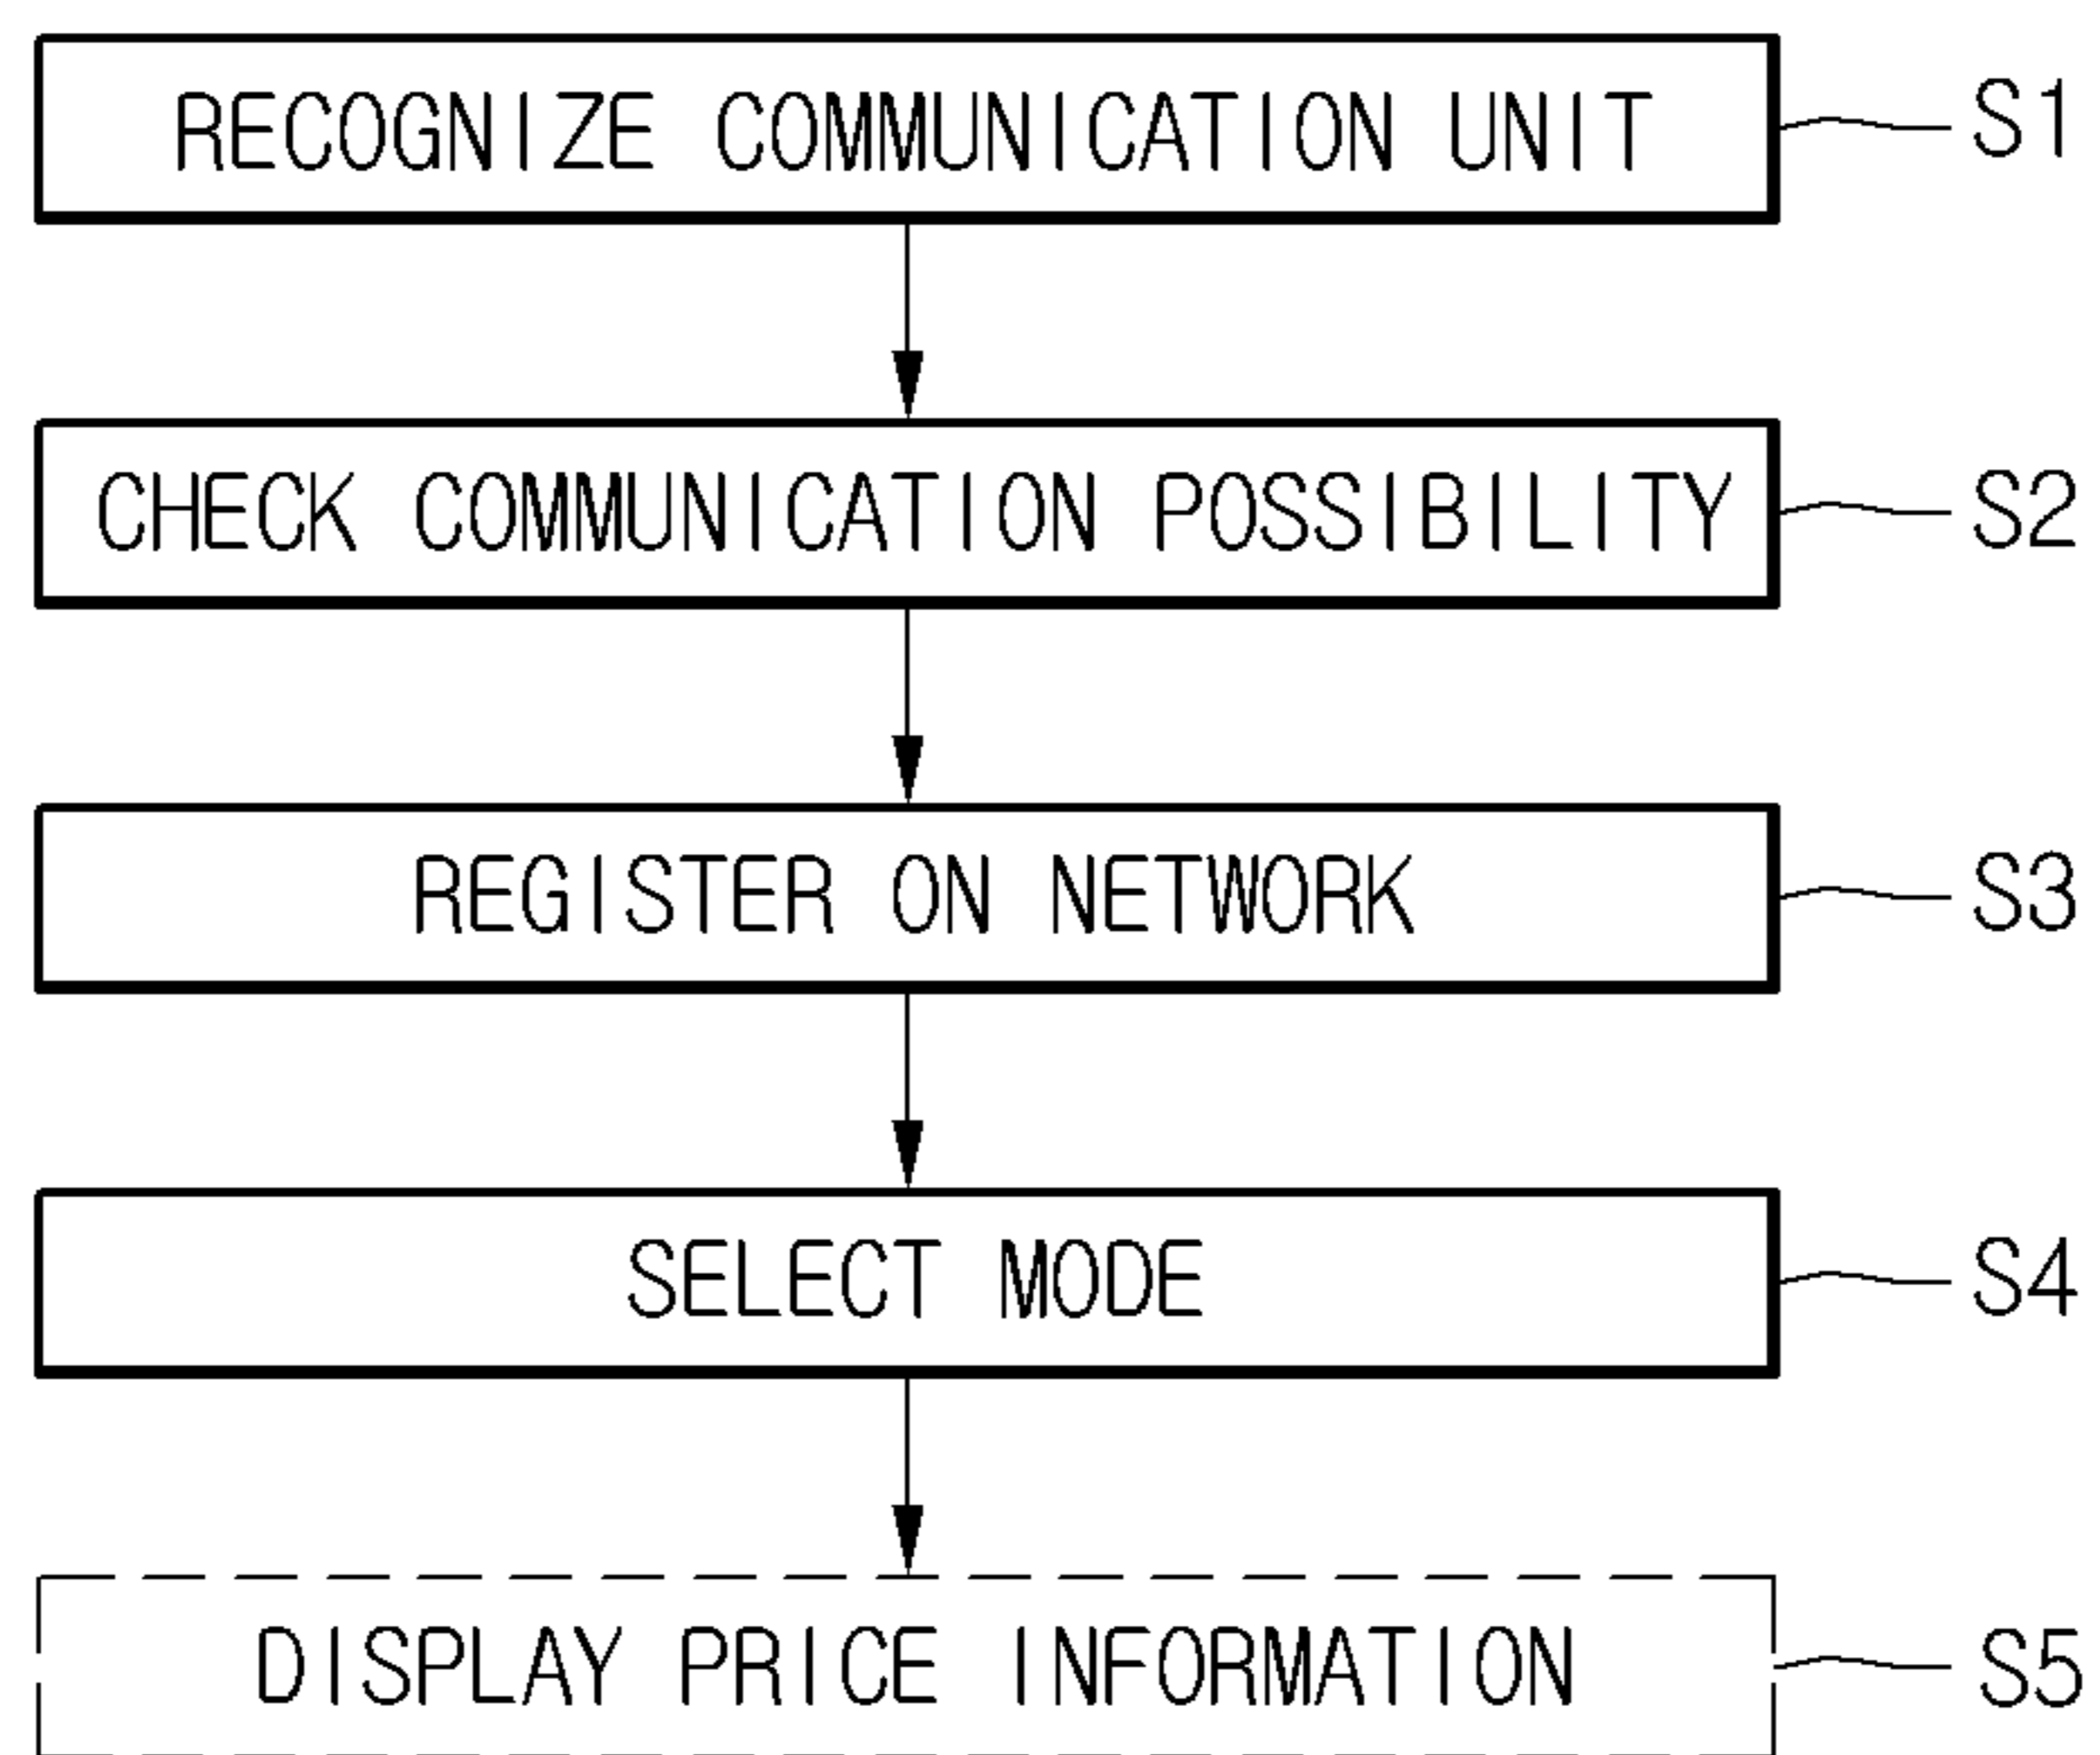 RECOGNIZE COMMUNICATION UNIT S1
CHECK COMMUNICATION POSSIBILITY S2
REGISTER ON NETWORK S3
SELECT MODE S4
DISPLAY PRICE INFORMATION S5